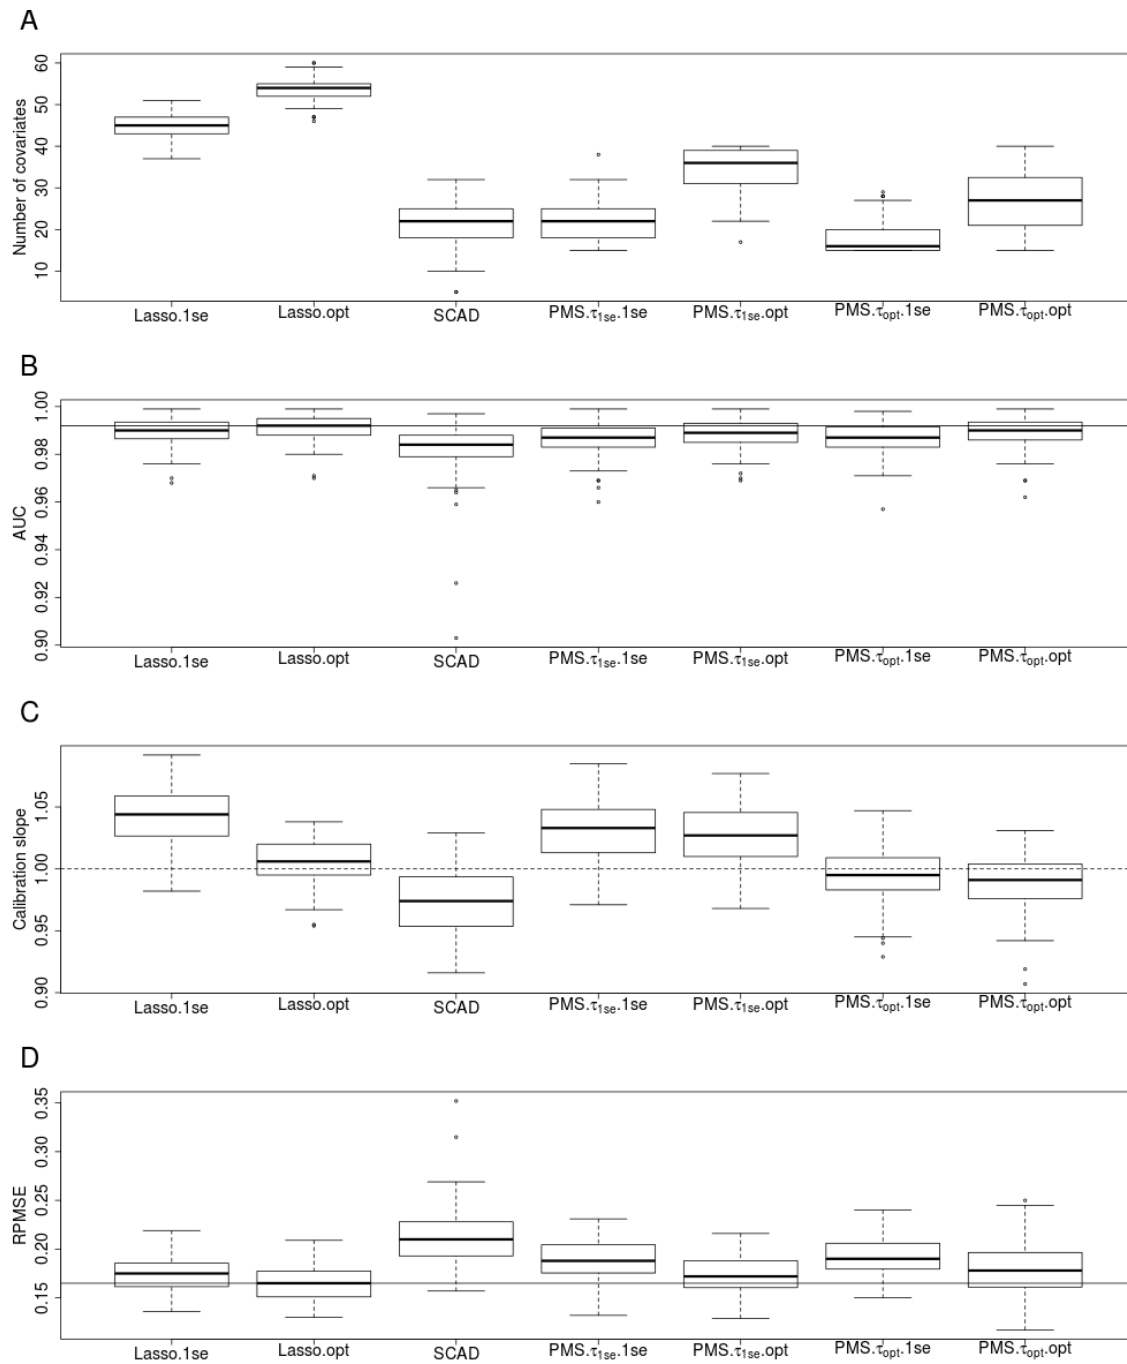 A
Number of covariates
60
50
40
30
20
10
Lasso.1se Lasso.opt SCAD PMS.τ1se.1se PMS.τ1se.opt PMS.τopt.1se PMS.τopt.opt
B
AUC
1.00
0.98
0.96
0.94
0.92
0.90
Lasso.1se Lasso.opt SCAD PMS.τ1se.1se PMS.τ1se.opt PMS.τopt.1se PMS.τopt.opt
C
Calibration slope
1.05
1.00
0.95
0.90
Lasso.1se Lasso.opt SCAD PMS.τ1se.1se PMS.τ1se.opt PMS.τopt.1se PMS.τopt.opt
D
RPMSE
0.35
0.30
0.25
0.20
0.15
Lasso.1se Lasso.opt SCAD PMS.τ1se.1se PMS.τ1se.opt PMS.τopt.1se PMS.τopt.opt